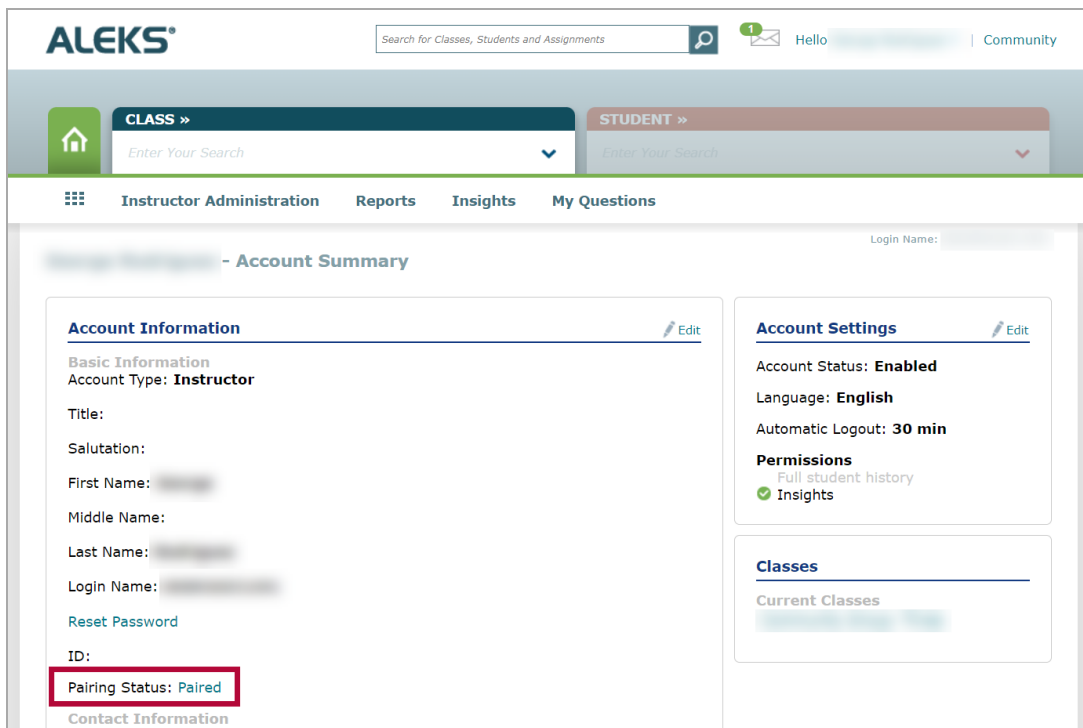 ALEKS®
Search for Classes, Students and Assignments
1
Hello
| Community
CLASS »
Enter Your Search
STUDENT »
Enter Your Search
Instructor Administration
Reports
Insights
My Questions
Login Name:
- Account Summary
Account Information
Edit
Basic Information
Account Type: Instructor
Title:
Salutation:
First Name:
Middle Name:
Last Name:
Login Name:
Reset Password
ID:
Pairing Status: Paired
Contact Information
Account Settings
Edit
Account Status: Enabled
Language: English
Automatic Logout: 30 min
Permissions
Full student history
Insights
Classes
Current Classes